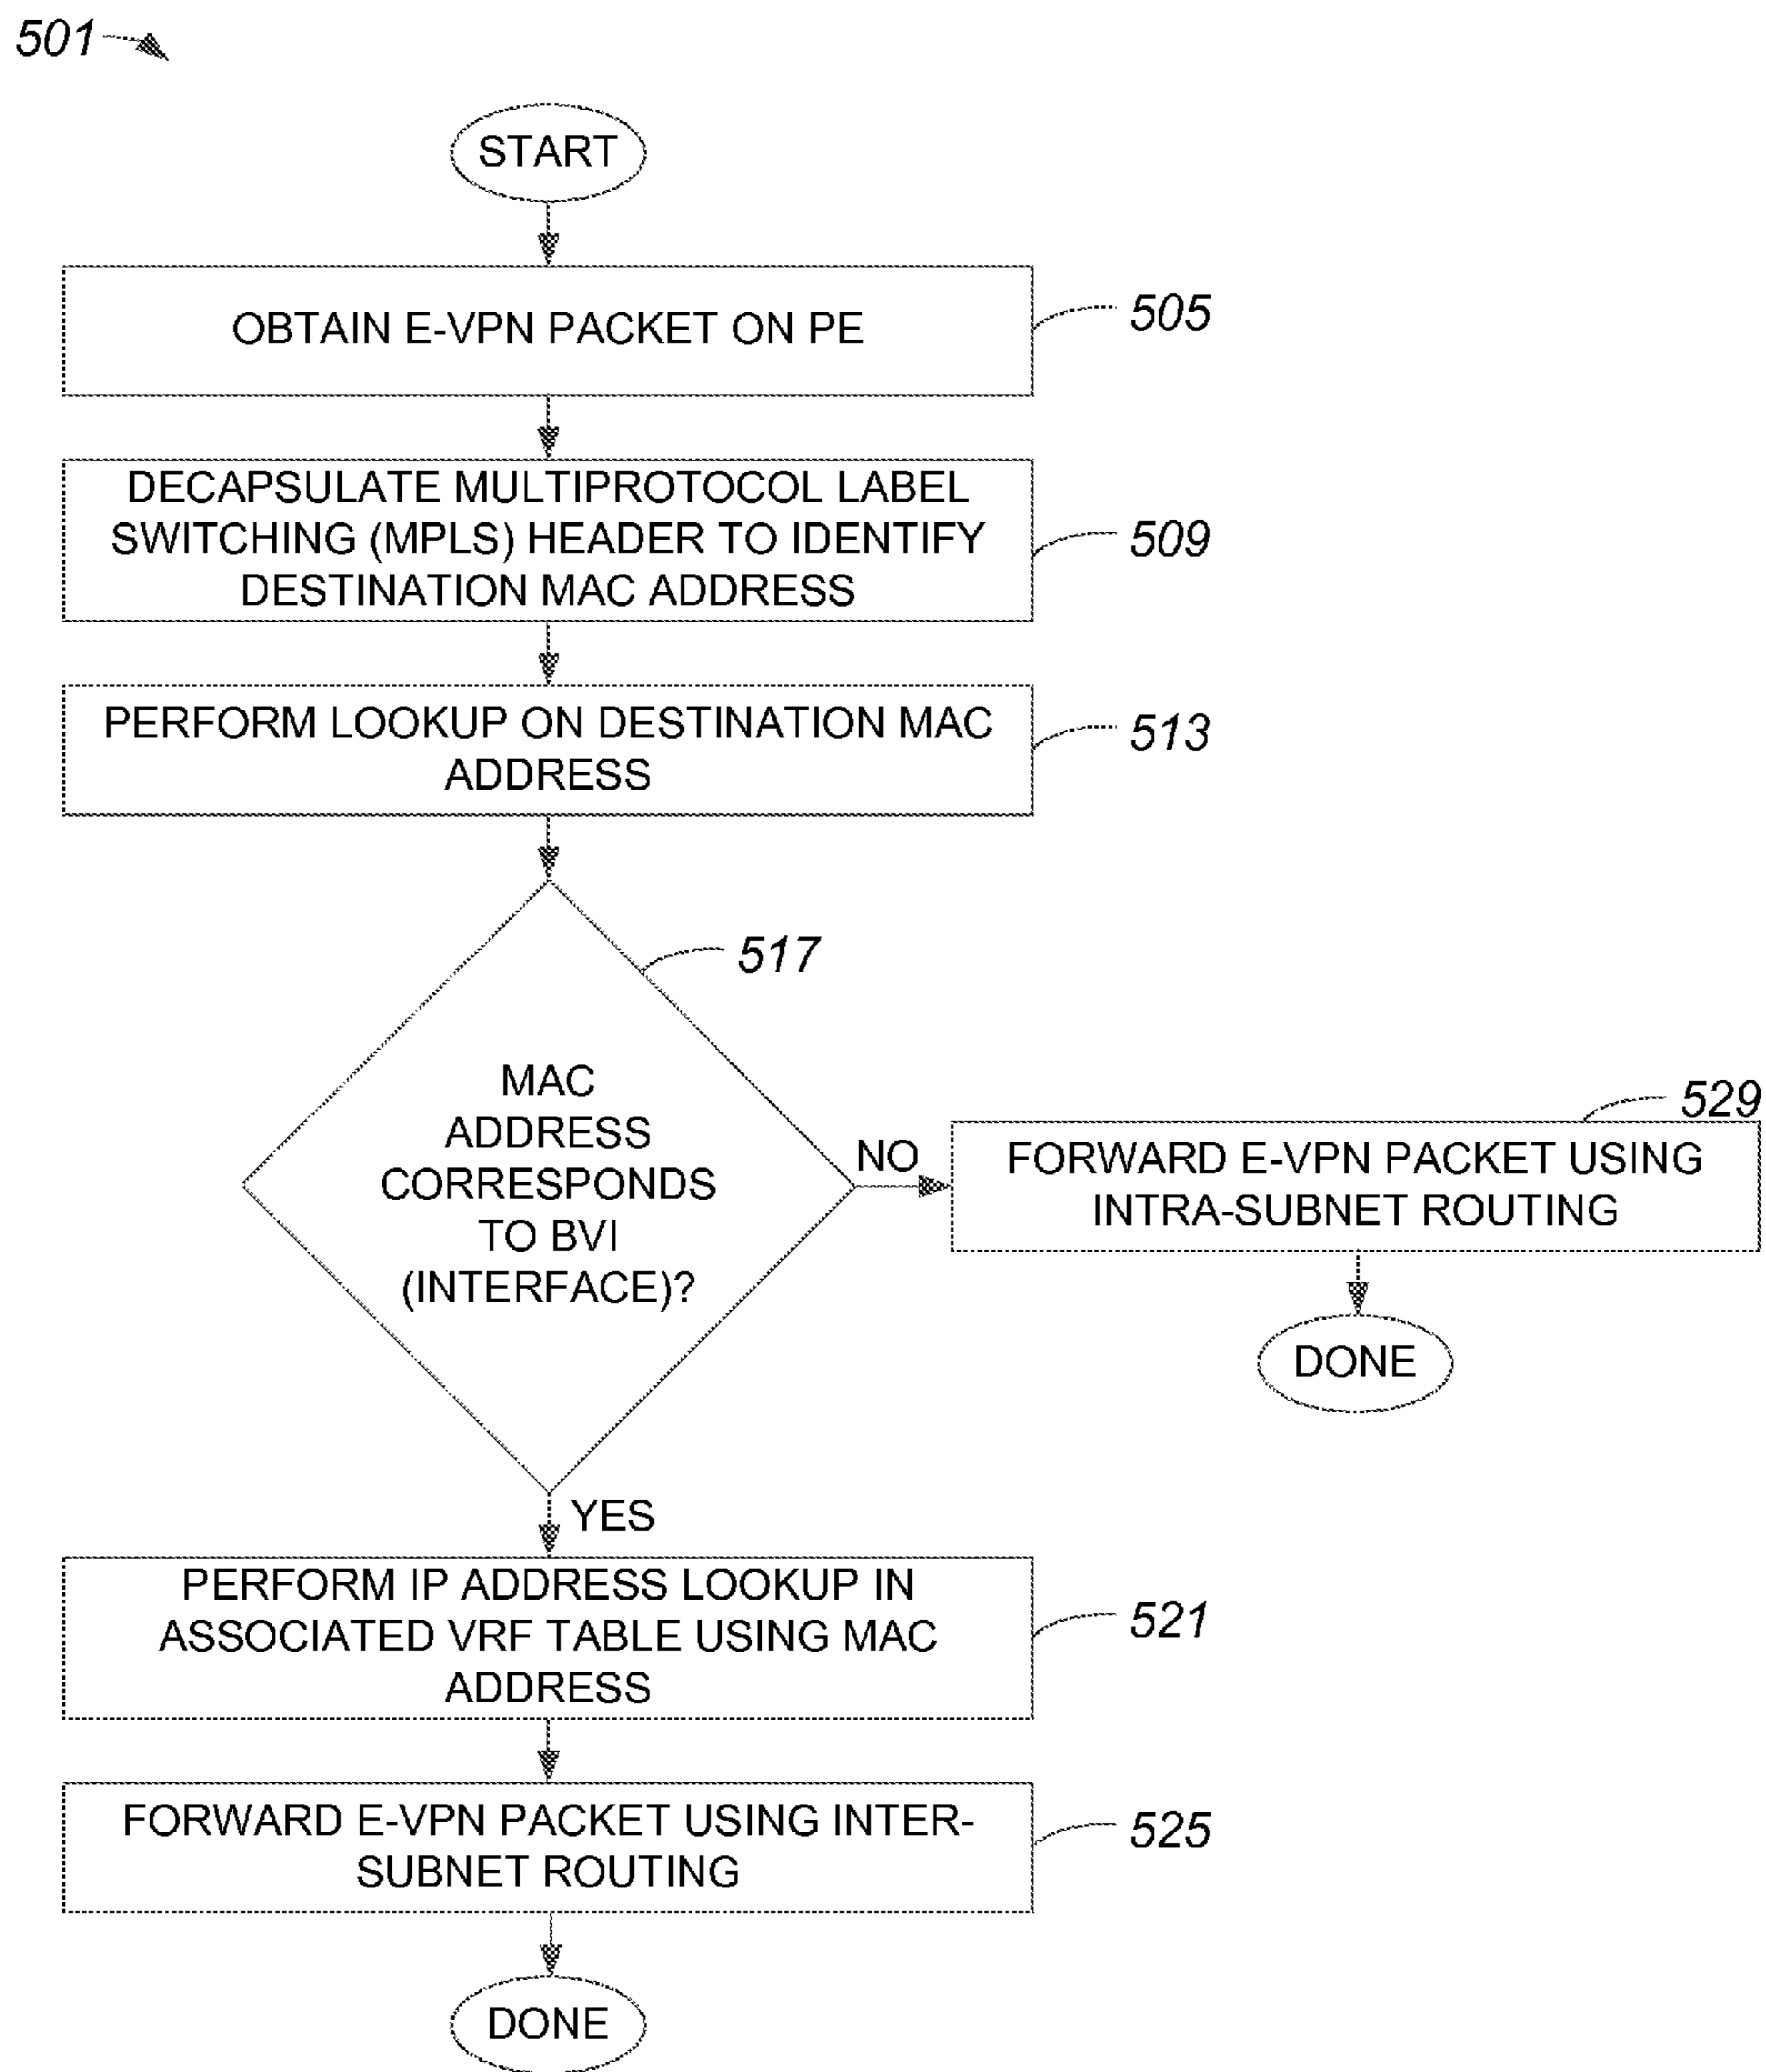 501
START
OBTAIN E-VPN PACKET ON PE
505
DECAPSULATE MULTIPROTOCOL LABEL
SWITCHING (MPLS) HEADER TO IDENTIFY
DESTINATION MAC ADDRESS
509
PERFORM LOOKUP ON DESTINATION MAC
ADDRESS
513
517
MAC
ADDRESS
CORRESPONDS
TO BVI
(INTERFACE)?
NO
529
FORWARD E-VPN PACKET USING
INTRA-SUBNET ROUTING
DONE
YES
PERFORM IP ADDRESS LOOKUP IN
ASSOCIATED VRF TABLE USING MAC
ADDRESS
521
FORWARD E-VPN PACKET USING INTER-
SUBNET ROUTING
525
DONE